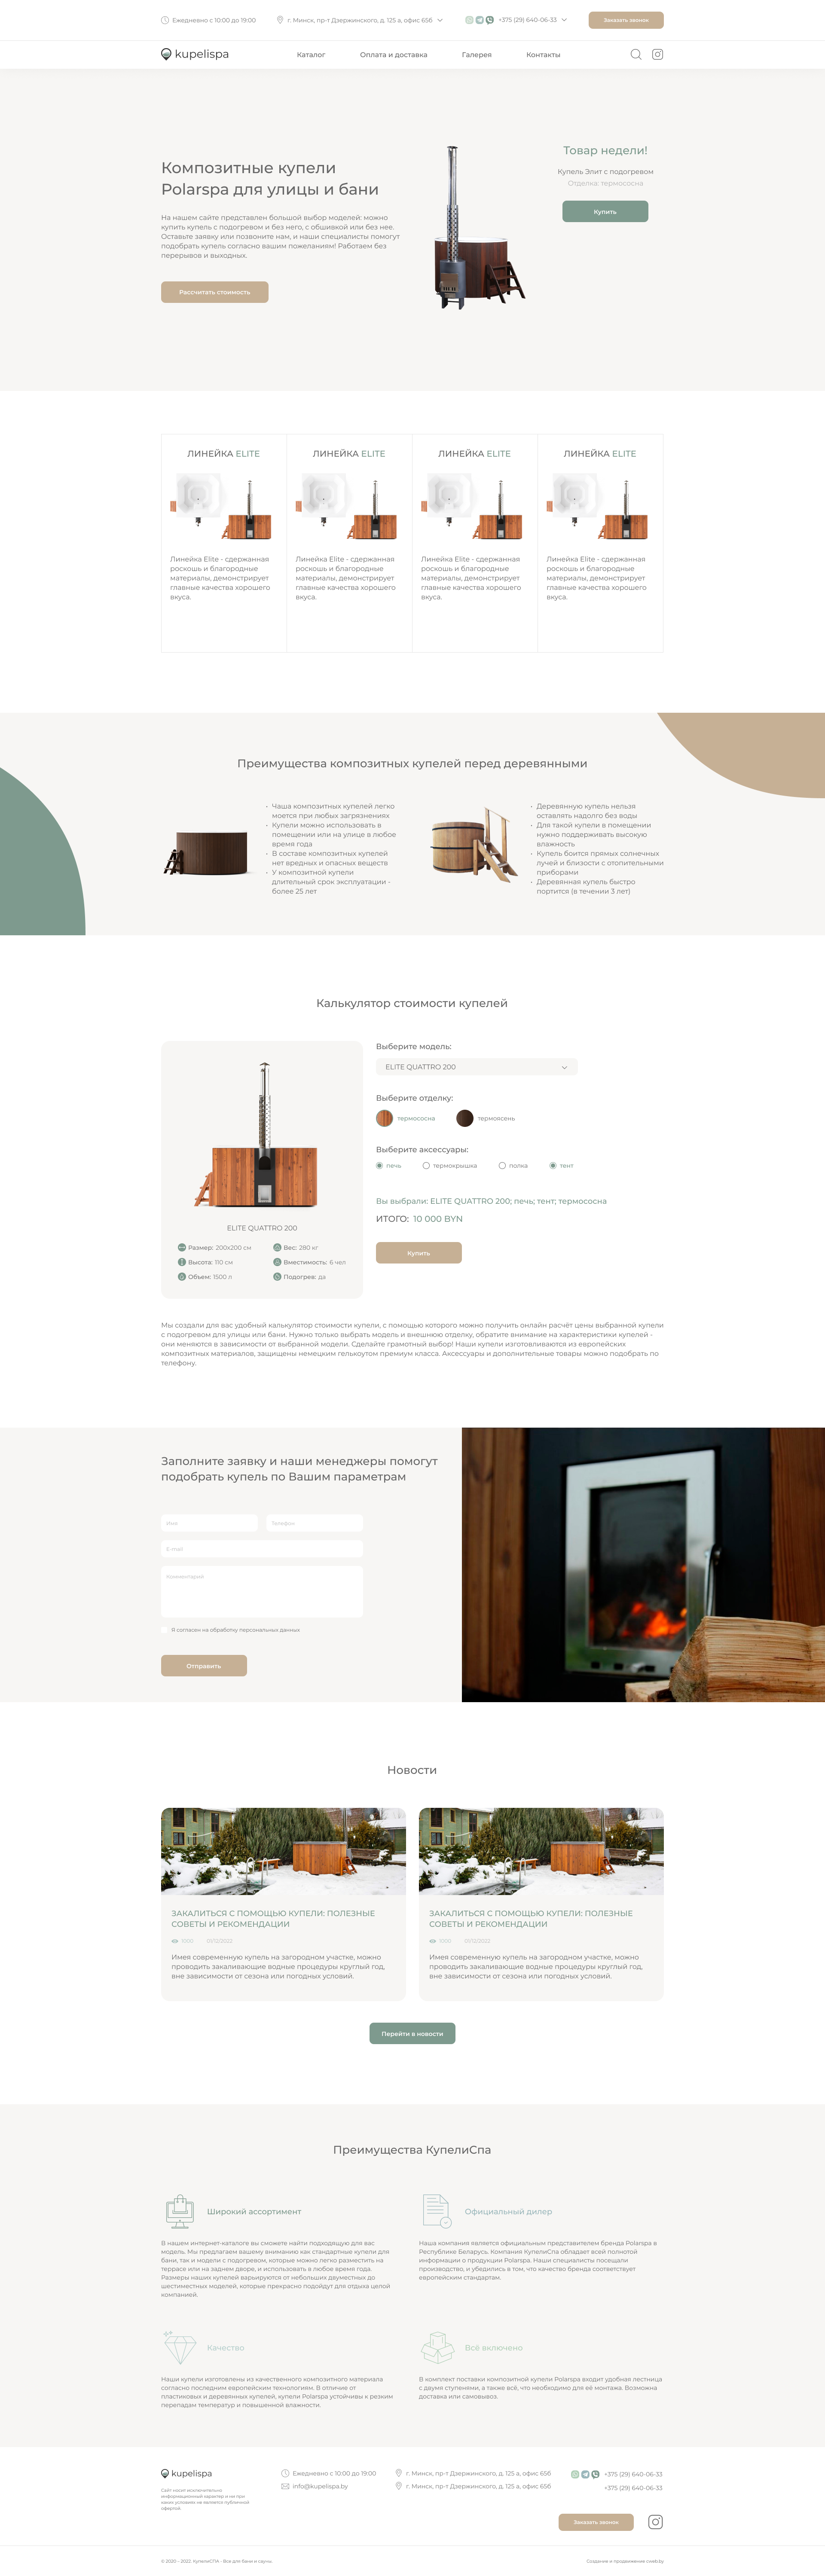 Ежедневно с 10:00 до 19:00
г. Минск, пр-т Дзержинского, д. 125 а, офис 656
+375 (29) 640-06-33
Заказать звонок
kupelispa
Каталог
Оплата и доставка
Галерея
Контакты
Композитные купели
Polarspa для улицы и бани
На нашем сайте представлен большой выбор моделей: можно
купить купель с подогревом и без него, с обшивкой или без нее.
Оставьте заявку или позвоните нам, и наши специалисты помогут
подобрать купель согласно вашим пожеланиям! Работаем без
перерывов и выходных.
Рассчитать стоимость
Товар недели!
Купель Элит с подогревом
Отделка: термососна
Купить
ЛИНЕЙКА ELITE
Линейка Elite - сдержанная
роскошь и благородные
материалы, демонстрирует
главные качества хорошего
вкуса.
ЛИНЕЙКА ELITE
Линейка Elite - сдержанная
роскошь и благородные
материалы, демонстрирует
главные качества хорошего
вкуса.
ЛИНЕЙКА ELITE
Линейка Elite - сдержанная
роскошь и благородные
материалы, демонстрирует
главные качества хорошего
вкуса.
ЛИНЕЙКА ELITE
Линейка Elite - сдержанная
роскошь и благородные
материалы, демонстрирует
главные качества хорошего
вкуса.
Преимущества композитных купелей перед деревянными
• Чаша композитных купелей легко
моется при любых загрязнениях
• Купели можно использовать в
помещении или на улице в любое
время года
• В составе композитных купелей
нет вредных и опасных веществ
• У композитной купели
длительный срок эксплуатации -
более 25 лет
• Деревянную купель нельзя
оставлять надолго без воды
• Для такой купели в помещении
нужно поддерживать высокую
влажность
• Купель боится прямых солнечных
лучей и близости с отопительными
приборами
• Деревянная купель быстро
портится (в течении 3 лет)
Калькулятор стоимости купелей
ELITE QUATTRO 200
Размер: 200х200 см
Вес: 280 кг
Высота: 110 см
Вместимость: 6 чел
Объем: 1500 л
Подогрев: да
Выберите модель:
ELITE QUATTRO 200
Выберите отделку:
термососна
термоясень
Выберите аксессуары:
печь
термокрышка
полка
тент
Вы выбрали: ELITE QUATTRO 200; печь; тент; термососна
ИТОГО: 10 000 BYN
Купить
Мы создали для вас удобный калькулятор стоимости купели, с помощью которого можно получить онлайн расчёт цены выбранной купели
с подогревом для улицы или бани. Нужно только выбрать модель и внешнюю отделку, обратите внимание на характеристики купелей -
они меняются в зависимости от выбранной модели. Сделайте грамотный выбор! Наши купели изготовливаются из европейских
композитных материалов, защищены немецким гелькоутом премиум класса. Аксессуары и дополнительные товары можно подобрать по
телефону.
Заполните заявку и наши менеджеры помогут
подобрать купель по Вашим параметрам
Имя
Телефон
E-mail
Комментарий
Я согласен на обработку персональных данных
Отправить
Новости
ЗАКАЛИТЬСЯ С ПОМОЩЬЮ КУПЕЛИ: ПОЛЕЗНЫЕ
СОВЕТЫ И РЕКОМЕНДАЦИИ
1000 01/12/2022
Имея современную купель на загородном участке, можно
проводить закаливающие водные процедуры круглый год,
вне зависимости от сезона или погодных условий.
ЗАКАЛИТЬСЯ С ПОМОЩЬЮ КУПЕЛИ: ПОЛЕЗНЫЕ
СОВЕТЫ И РЕКОМЕНДАЦИИ
1000 01/12/2022
Имея современную купель на загородном участке, можно
проводить закаливающие водные процедуры круглый год,
вне зависимости от сезона или погодных условий.
Перейти в новости
Преимущества КупелиСпа
Широкий ассортимент
В нашем интернет-каталоге вы сможете найти подходящую для вас
модель. Мы предлагаем вашему вниманию как стандартные купели для
бани, так и модели с подогревом, которые можно легко разместить на
террасе или на заднем дворе, и использовать в любое время года.
Размеры наших купелей варьируются от небольших двуместных до
шестиместных моделей, которые прекрасно подойдут для отдыха целой
компанией.
Официальный дилер
Наша компания является официальным представителем бренда Polarspa в
Республике Беларусь. Компания КупелиСпа обладает всей полнотой
информации о продукции Polarspa. Наши специалисты посещали
производство, и убедились в том, что качество бренда соответствует
европейским стандартам.
Качество
Наши купели изготовлены из качественного композитного материала
согласно последним европейским технологиям. В отличие от
пластиковых и деревянных купелей, купели Polarspa устойчивы к резким
перепадам температур и повышенной влажности.
Всё включено
В комплект поставки композитной купели Polarspa входит удобная лестница
с двумя ступенями, а также всё, что необходимо для её монтажа. Возможна
доставка или самовывоз.
kupelispa
Сайт носит исключительно
информационный характер и ни при
каких условиях не является публичной
офертой.
Ежедневно с 10:00 до 19:00
info@kupelispa.by
г. Минск, пр-т Дзержинского, д. 125 а, офис 656
г. Минск, пр-т Дзержинского, д. 125 а, офис 656
+375 (29) 640-06-33
+375 (29) 640-06-33
Заказать звонок
© 2020 - 2022. КупелиСПА - Все для бани и сауны
Создание и продвижение cwebs.by